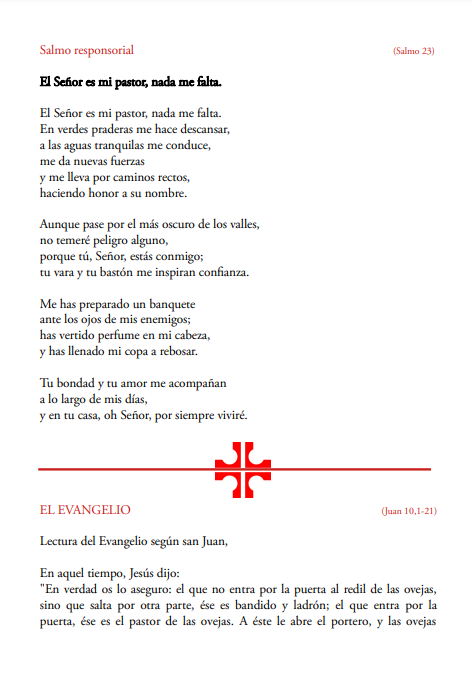 Salmo responsorial (Salmo 23)
El Señor es mi pastor, nada me falta.
El Señor es mi pastor, nada me falta.
En verdes praderas me hace descansar,
a las aguas tranquilas me conduce,
me da nuevas fuerzas
y me lleva por caminos rectos,
haciendo honor a su nombre.
Aunque pase por el más oscuro de los valles,
no temeré peligro alguno,
porque tú, Señor, estás conmigo;
tu vara y tu bastón me inspiran confianza.
Me has preparado un banquete
ante los ojos de mis enemigos;
has vertido perfume en mi cabeza,
y has llenado mi copa a rebosar.
Tu bondad y tu amor me acompañan
a lo largo de mis días,
y en tu casa, oh Señor, por siempre viviré.
EL EVANGELIO (Juan 10,1-21)
Lectura del Evangelio según san Juan,
En aquel tiempo, Jesús dijo:
"En verdad os lo aseguro: el que no entra por la puerta al redil de las ovejas,
sino que salta por otra parte, ése es bandido y ladrón; el que entra por la
puerta, ése es el pastor de las ovejas. A éste le abre el portero, y las ovejas